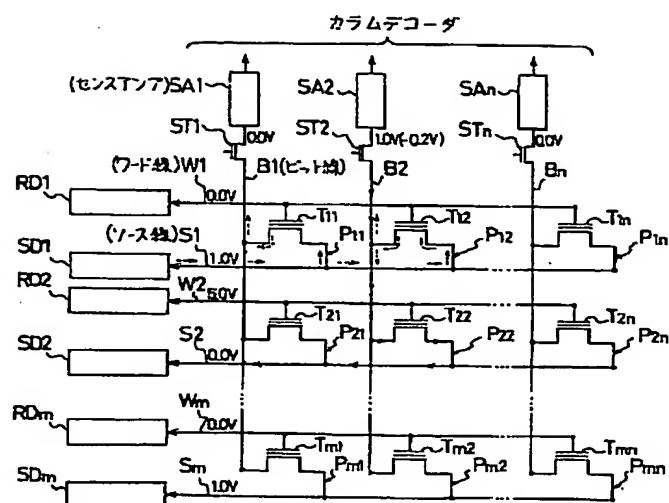 カラムデコーダ
(センスアンプ)SA1 SA2 SAn
ST1 0.0V ST2 1.0V(-0.2V) STn 0.0V
(ワード線)W1 B1(ビット線) B2 Bn
RD1 0.0V T11 T12 T1n
(ソース線)S1 P11 P12 P1n
SD1 1.0V
RD2 W2 5.0V T21 T22 T2n
S2 P21 P22 P2n
SD2 0.0V
Wm
RDm 0.0V Tm1 Tm2 Tmn
Sm Pm1 Pm2 Pmn
SDm 1.0V